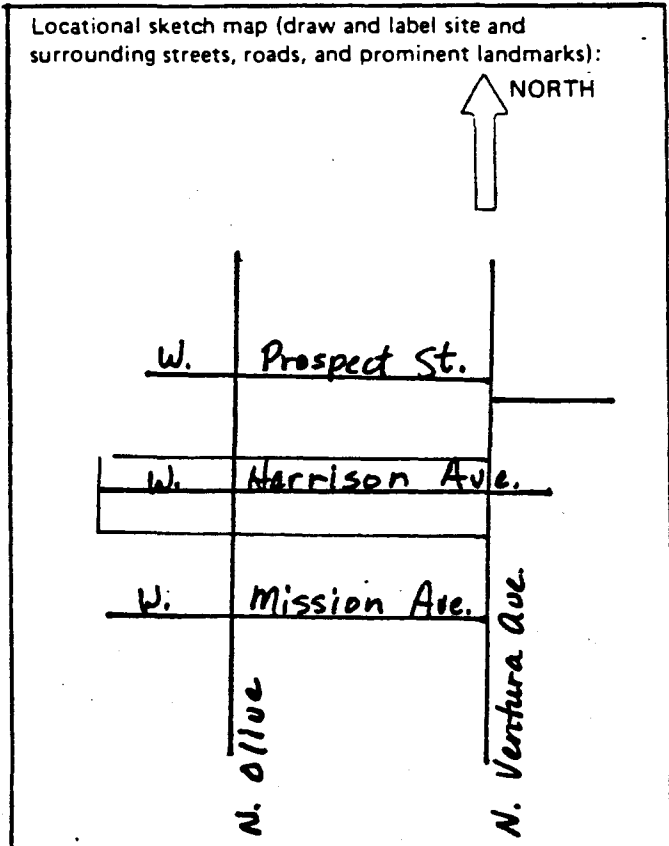 Locational sketch map (draw and label site and
surrounding streets, roads, and prominent landmarks):
NORTH
W. Prospect St.
W. Harrison Ave.
W. Mission Ave.
N. Olive
N. Ventura Ave.